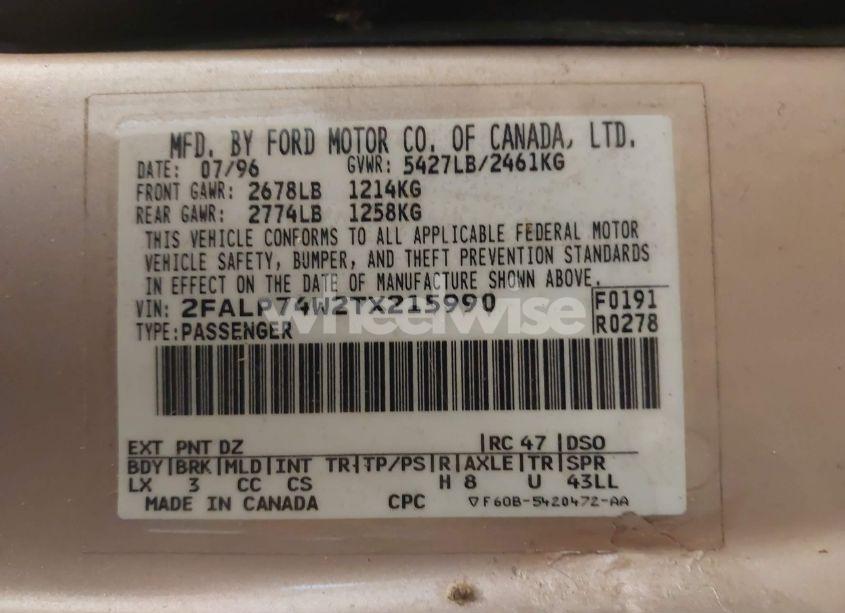 MFD. BY FORD MOTOR CO. OF CANADA, LTD.
DATE: 07/96 GVWR: 5427LB/2461KG
FRONT GAWR: 2678LB 1214KG
REAR GAWR: 2774LB 1258KG
THIS VEHICLE CONFORMS TO ALL APPLICABLE FEDERAL MOTOR
VEHICLE SAFETY, BUMPER, AND THEFT PREVENTION STANDARDS
IN EFFECT ON THE DATE OF MANUFACTURE SHOWN ABOVE.
VIN: 2FALP74W2TX215990 F0191
TYPE: PASSENGER R0278
wheelwise
EXT PNT DZ RC 47 DSO
BDY BRK MLD INT TR TP/PS R AXLE TR SPR
LX 3 CC CS H 8 U 43LL
MADE IN CANADA CPC ▽F60B-5420472-AA